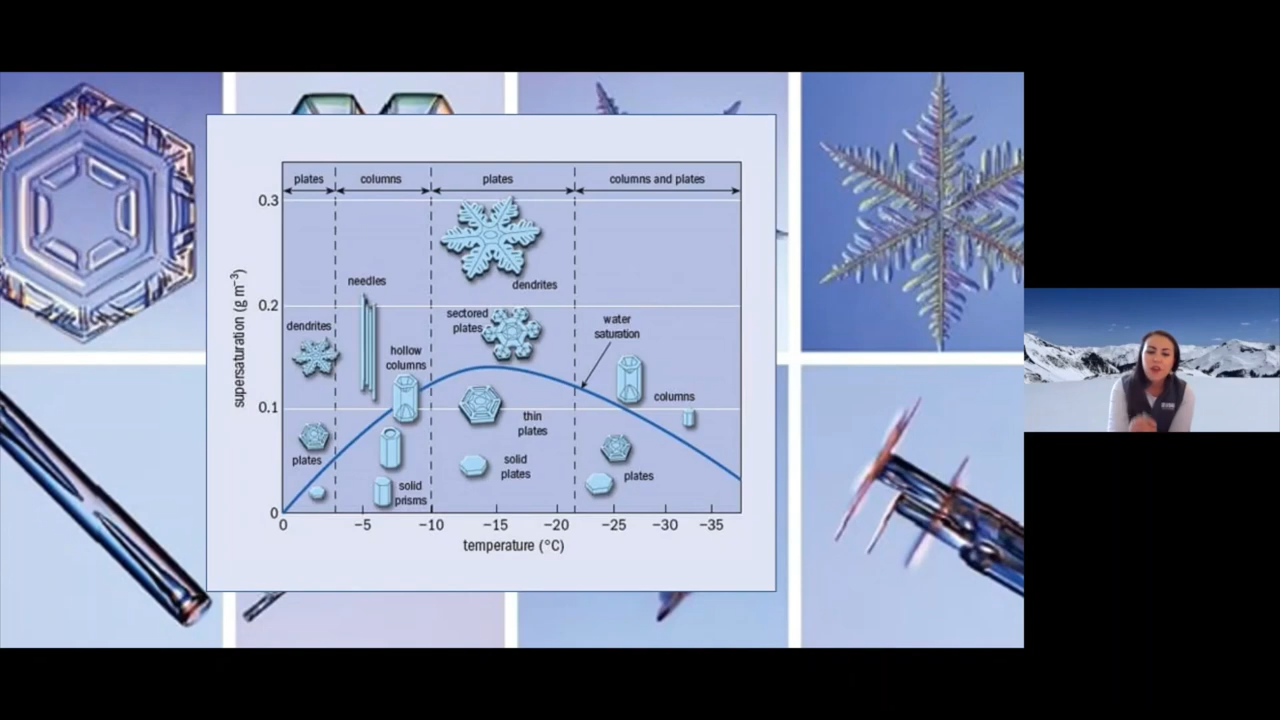 plates
columns
plates
columns and plates
0.3
needles
dendrites
0.2
sectored
plates
water
saturation
dendrites
hollow
columns
columns
0.1
thin
plates
plates
solid
plates
plates
solid
prisms
0
0
−5
−10
−15
−20
−25
−30
−35
temperature (°C)
supersaturation (g m⁻³)